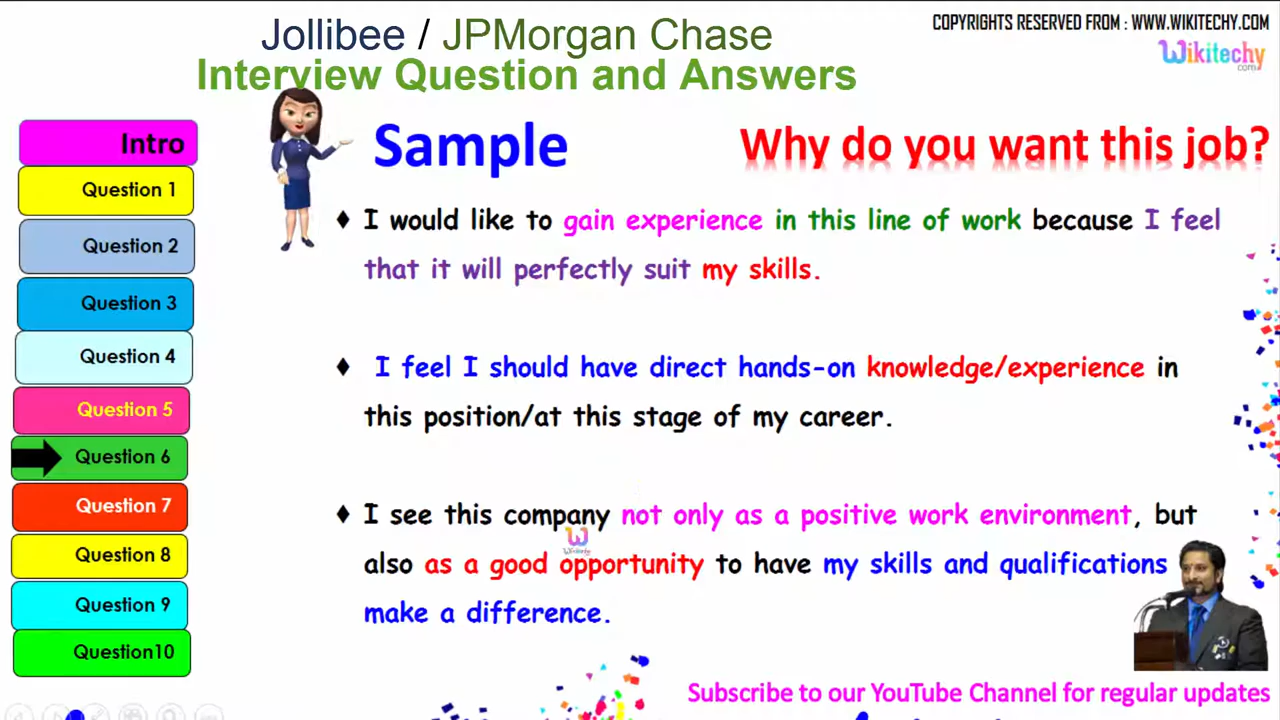 COPYRIGHTS RESERVED FROM : WWW.WIKITECHY.COM
Wikitechy
.com
Jollibee / JPMorgan Chase
Interview Question and Answers
Intro
Question 1
Question 2
Question 3
Question 4
Question 5
Question 6
Question 7
Question 8
Question 9
Question10
Sample
Why do you want this job?
♦ I would like to gain experience in this line of work because I feel
that it will perfectly suit my skills.
♦ I feel I should have direct hands-on knowledge/experience in
this position/at this stage of my career.
♦ I see this company not only as a positive work environment, but
also as a good opportunity to have my skills and qualifications
make a difference.
W
Wikitechy
Subscribe to our YouTube Channel for regular updates